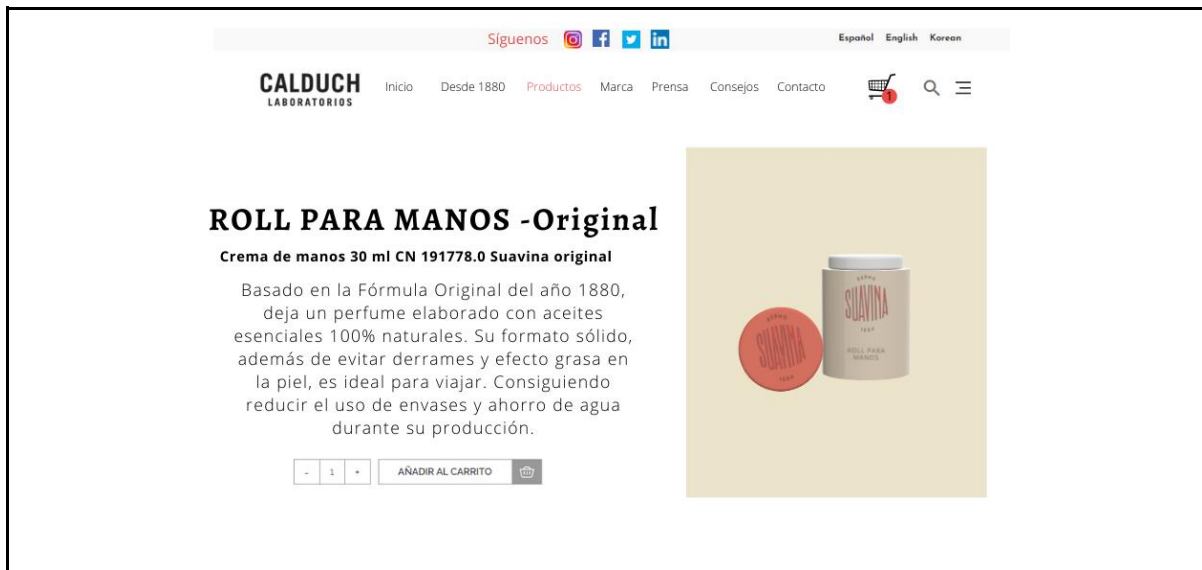 Síguenos
Español English Korean
CALDUCH
LABORATORIOS
Inicio Desde 1880 Productos Marca Prensa Consejos Contacto
1
ROLL PARA MANOS -Original
Crema de manos 30 ml CN 191778.0 Suavina original
Basado en la Fórmula Original del año 1880,
deja un perfume elaborado con aceites
esenciales 100% naturales. Su formato sólido,
además de evitar derrames y efecto grasa en
la piel, es ideal para viajar. Consiguiendo
reducir el uso de envases y ahorro de agua
durante su producción.
- 1 +
AÑADIR AL CARRITO
DERMO
SUAVINA
1880
ROLL PARA
MANOS
SUAVINA